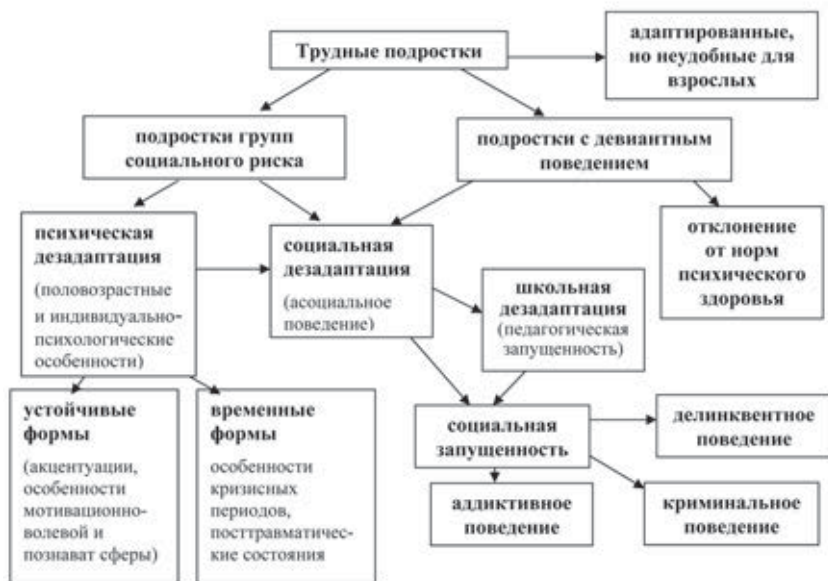 Трудные подростки
адаптированные,
но неудобные для
взрослых
подростки групп
социального риска
подростки с девиантным
поведением
психическая
дезадаптация
(половозрастные
и индивидуально-
психологические
особенности)
социальная
дезадаптация
(асоциальное
поведение)
школьная
дезадаптация
(педагогическая
запущенность)
отклонение
от норм
психического
здоровья
устойчивые
формы
(акцентуации,
особенности
мотивационно-
волевой и
познават сферы)
временные
формы
особенности
кризисных
периодов,
посттравматичес-
кие состояния
социальная
запущенность
делинквентное
поведение
аддиктивное
поведение
криминальное
поведение